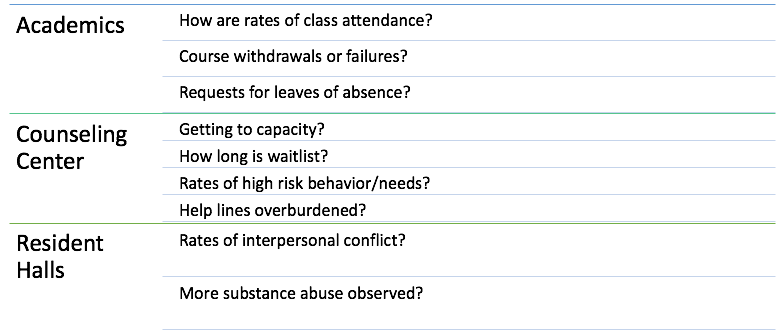 Academics
How are rates of class attendance?
Course withdrawals or failures?
Requests for leaves of absence?
Counseling
Center
Getting to capacity?
How long is waitlist?
Rates of high risk behavior/needs?
Help lines overburdened?
Resident
Halls
Rates of interpersonal conflict?
More substance abuse observed?